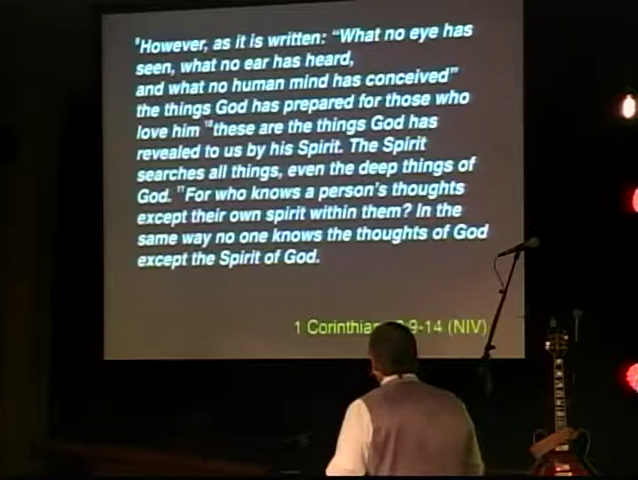 ⁹However, as it is written: “What no eye has
seen, what no ear has heard,
and what no human mind has conceived”
the things God has prepared for those who
love him ¹⁰these are the things God has
revealed to us by his Spirit. The Spirit
searches all things, even the deep things of
God. ¹¹For who knows a person's thoughts
except their own spirit within them? In the
same way no one knows the thoughts of God
except the Spirit of God.
1 9-14 (NIV)